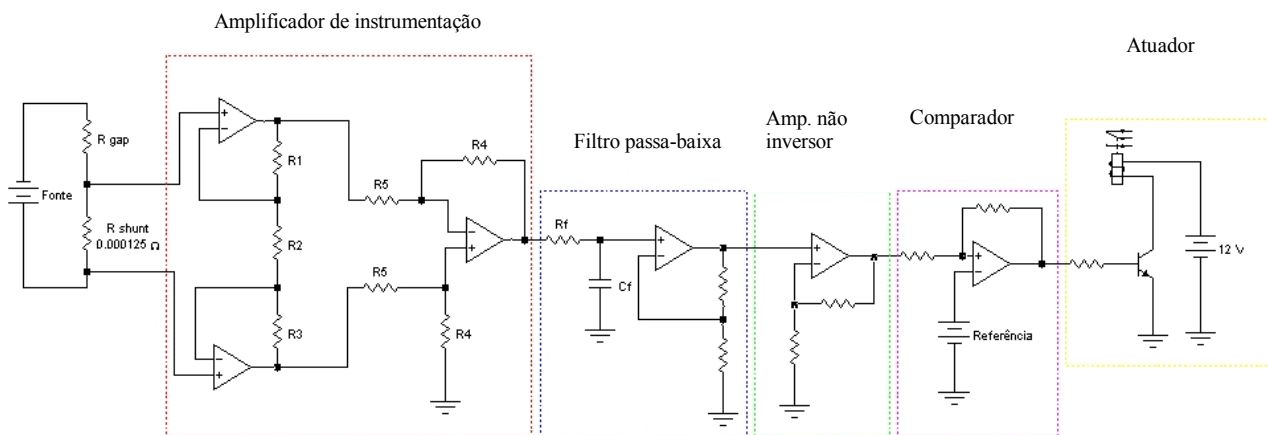 Amplificador de instrumentação
Atuador
Filtro passa-baixa
Amp. não
inversor
Comparador
R gap
Fonte
R shunt
0.000125 Ω
R1
R2
R3
R5
R4
R5
R4
Rf
Cf
Referência
12 V
+
-
-
+
-
+
+
-
+
-
+
-